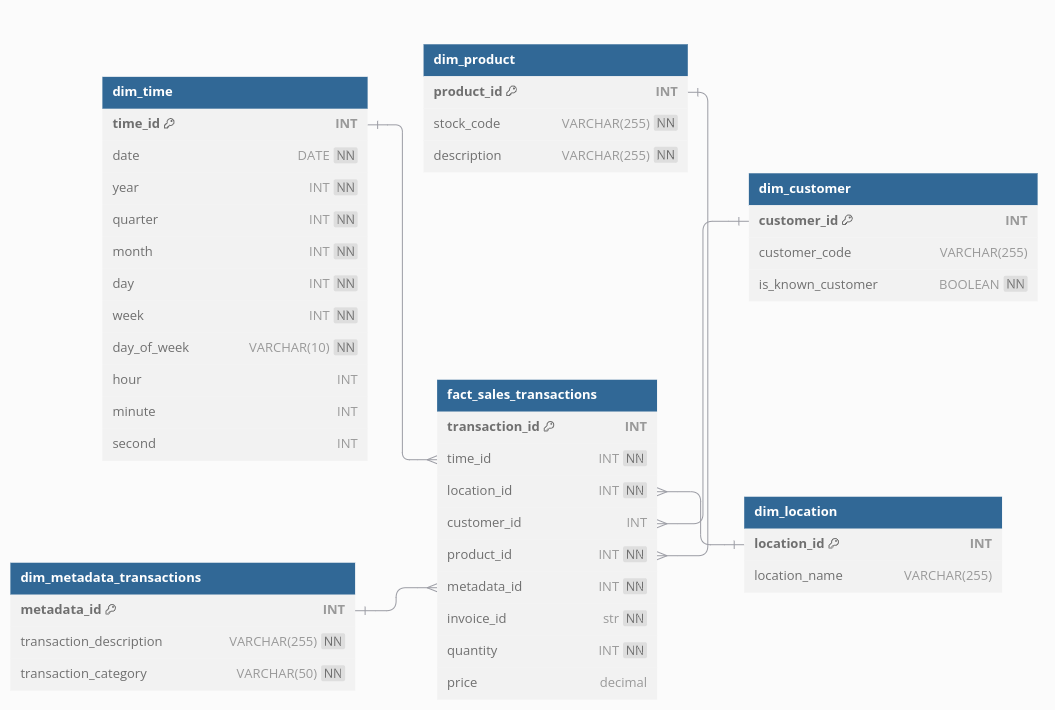 dim_time
time_id INT
date DATE NN
year INT NN
quarter INT NN
month INT NN
day INT NN
week INT NN
day_of_week VARCHAR(10) NN
hour INT
minute INT
second INT
dim_product
product_id INT
stock_code VARCHAR(255) NN
description VARCHAR(255) NN
dim_customer
customer_id INT
customer_code VARCHAR(255)
is_known_customer BOOLEAN NN
fact_sales_transactions
transaction_id INT
time_id INT NN
location_id INT NN
customer_id INT
product_id INT NN
metadata_id INT NN
invoice_id str NN
quantity INT NN
price decimal
dim_location
location_id INT
location_name VARCHAR(255)
dim_metadata_transactions
metadata_id INT
transaction_description VARCHAR(255) NN
transaction_category VARCHAR(50) NN